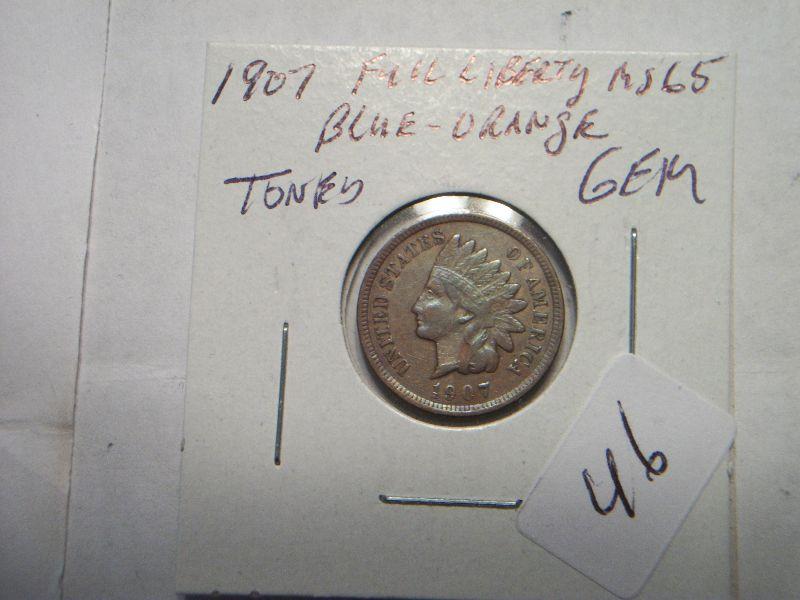 1907 FULL LIBERTY MS65
BLUE-ORANGE
TONED GEM
UNITED STATES OF AMERICA
1907
46